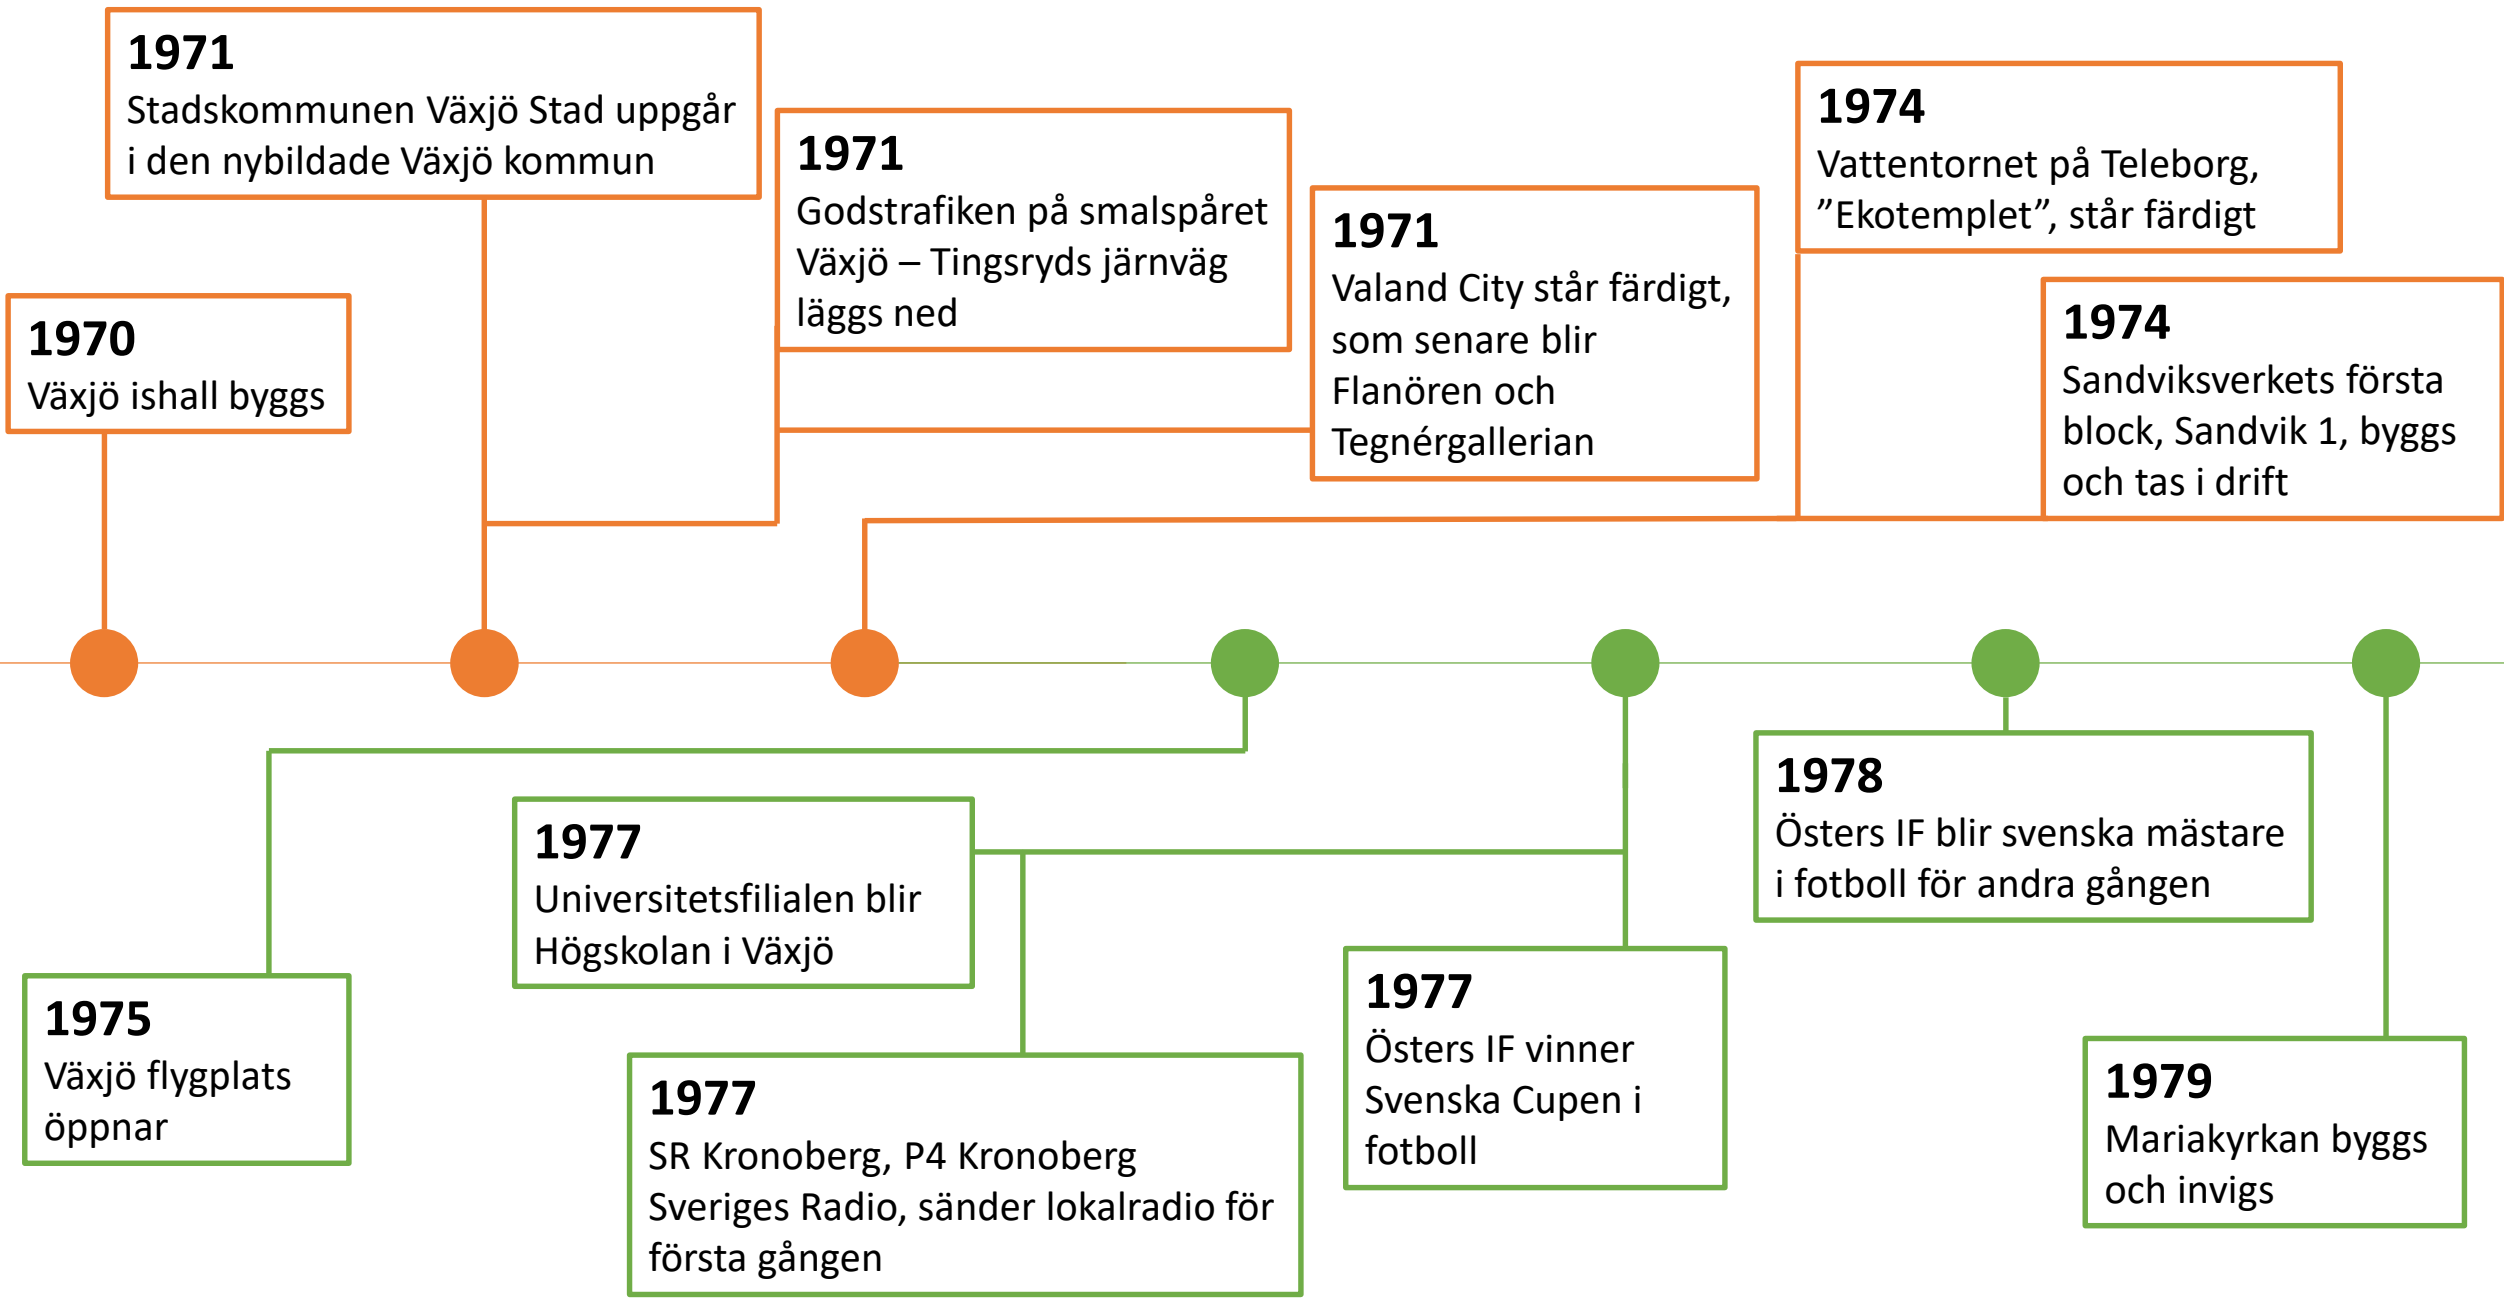 1970
Växjö ishall byggs
1971
Stadskommunen Växjö Stad uppgår
i den nybildade Växjö kommun
1971
Godstrafiken på smalspåret
Växjö – Tingsryds järnväg
läggs ned
1971
Valand City står färdigt,
som senare blir
Flanören och
Tegnérgallerian
1974
Vattentornet på Teleborg,
”Ekotemplet”, står färdigt
1974
Sandviksverkets första
block, Sandvik 1, byggs
och tas i drift
1975
Växjö flygplats
öppnar
1977
Universitetsfilialen blir
Högskolan i Växjö
1977
SR Kronoberg, P4 Kronoberg
Sveriges Radio, sänder lokalradio för
första gången
1977
Östers IF vinner
Svenska Cupen i
fotboll
1978
Östers IF blir svenska mästare
i fotboll för andra gången
1979
Mariakyrkan byggs
och invigs